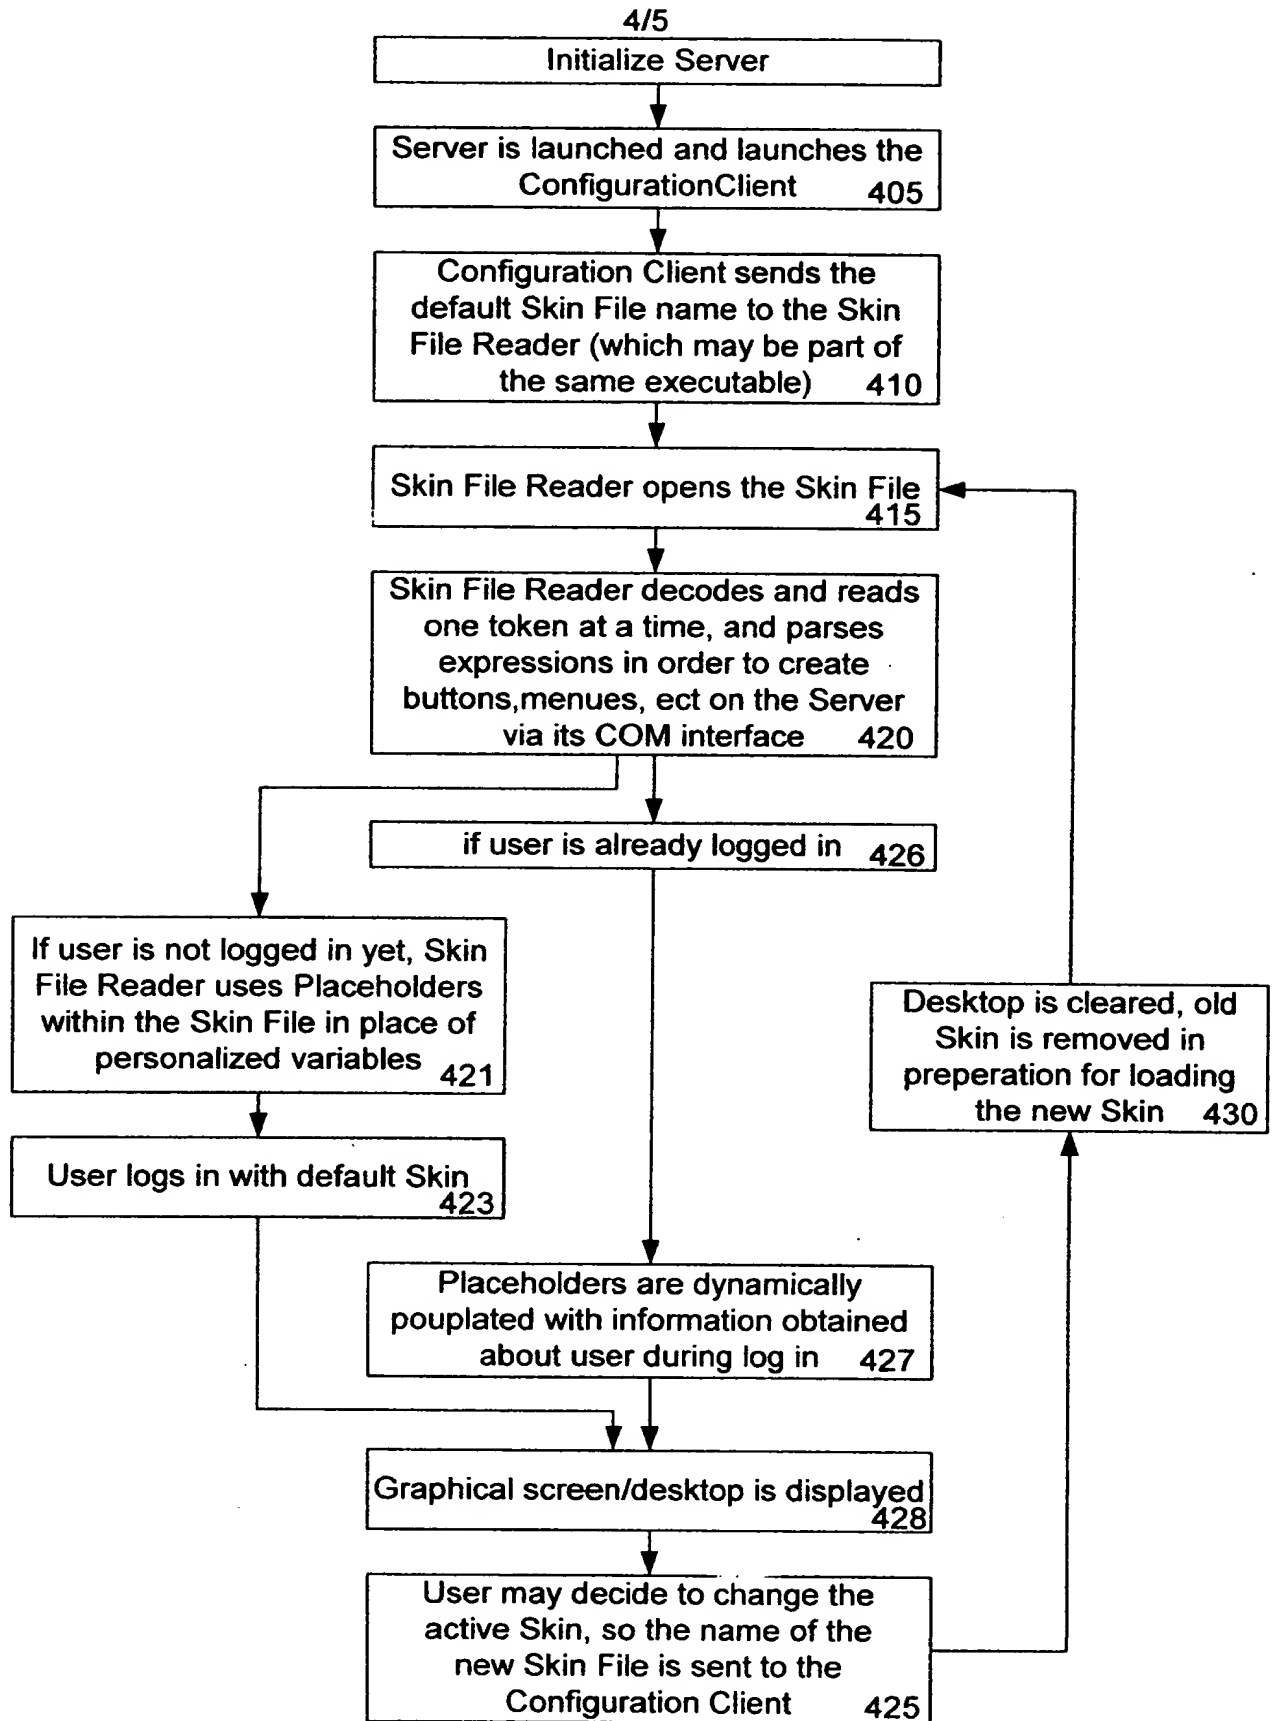 4/5
Initialize Server
Server is launched and launches the
ConfigurationClient 405
Configuration Client sends the
default Skin File name to the Skin
File Reader (which may be part of
the same executable) 410
Skin File Reader opens the Skin File
415
Skin File Reader decodes and reads
one token at a time, and parses
expressions in order to create
buttons,menues, ect on the Server
via its COM interface 420
if user is already logged in 426
If user is not logged in yet, Skin
File Reader uses Placeholders
within the Skin File in place of
personalized variables 421
User logs in with default Skin
423
Desktop is cleared, old
Skin is removed in
preperation for loading
the new Skin 430
Placeholders are dynamically
pouplated with information obtained
about user during log in 427
Graphical screen/desktop is displayed
428
User may decide to change the
active Skin, so the name of the
new Skin File is sent to the
Configuration Client 425